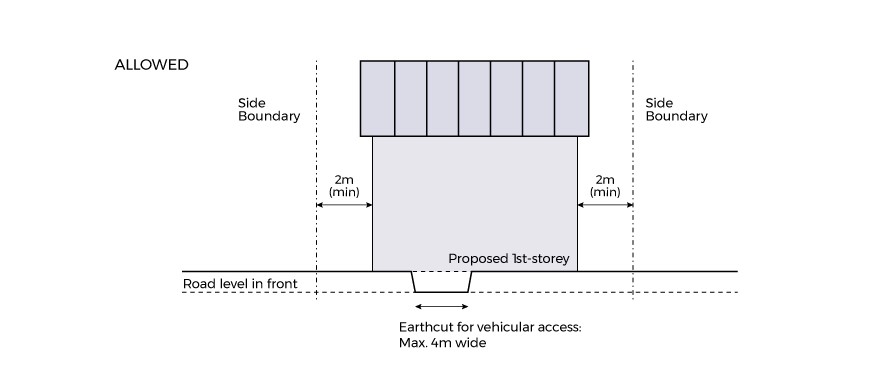 ALLOWED
Side
Boundary
Side
Boundary
2m
(min)
2m
(min)
Proposed 1st-storey
Road level in front
Earthcut for vehicular access:
Max. 4m wide